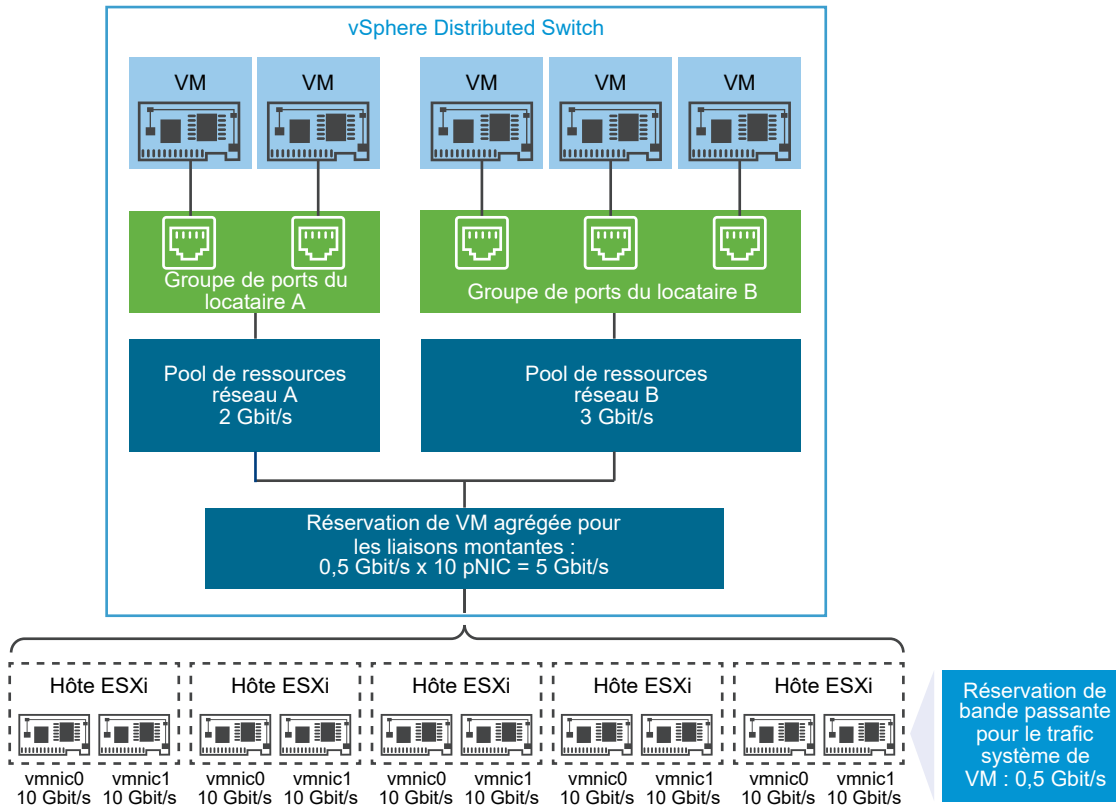 vSphere Distributed Switch
VM
VM
VM
VM
VM
Groupe de ports du
locataire A
Groupe de ports du locataire B
Pool de ressources
réseau A
2 Gbit/s
Pool de ressources
réseau B
3 Gbit/s
Réservation de VM agrégée pour
les liaisons montantes :
0,5 Gbit/s x 10 pNIC = 5 Gbit/s
Hôte ESXi
vmnic0
10 Gbit/s
vmnic1
10 Gbit/s
Hôte ESXi
vmnic0
10 Gbit/s
vmnic1
10 Gbit/s
Hôte ESXi
vmnic0
10 Gbit/s
vmnic1
10 Gbit/s
Hôte ESXi
vmnic0
10 Gbit/s
vmnic1
10 Gbit/s
Hôte ESXi
vmnic0
10 Gbit/s
vmnic1
10 Gbit/s
Réservation de
bande passante
pour le trafic
système de
VM : 0,5 Gbit/s